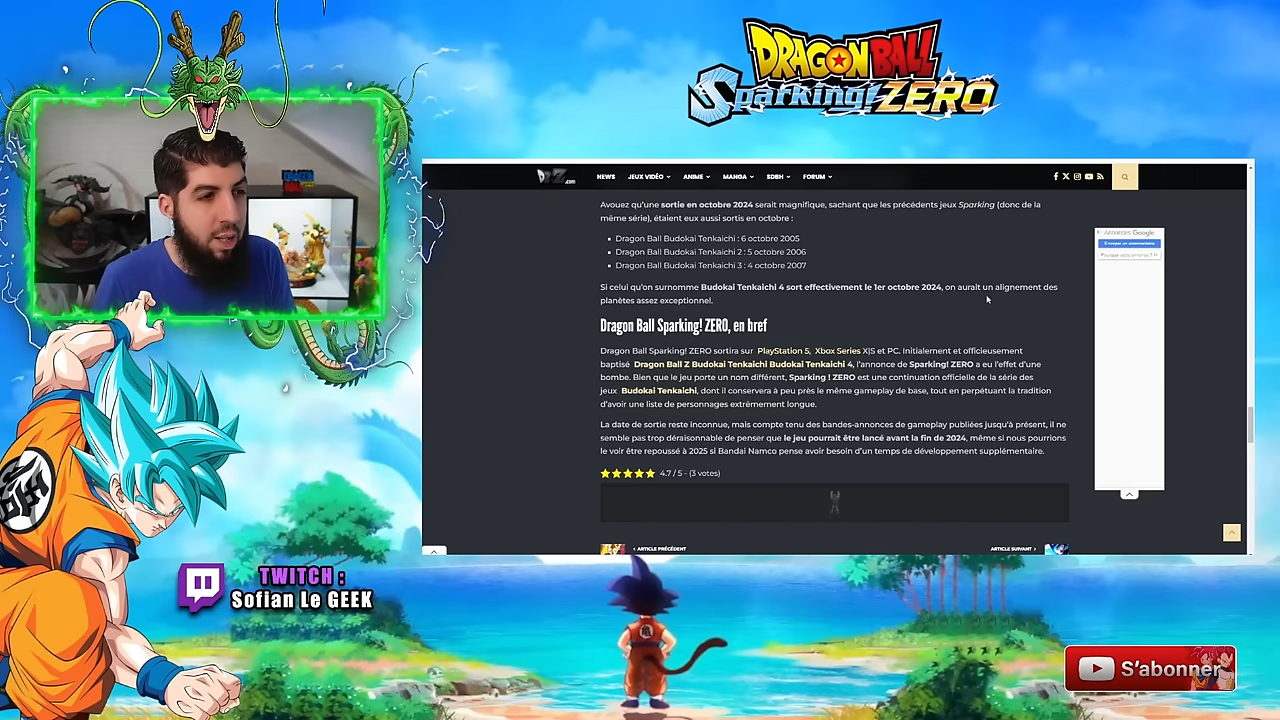 DRAGON BALL
Sparking! ZERO
NEWS JEUX VIDÉO ANIME MANGA SDBH FORUM
Avouez qu'une sortie en octobre 2024 serait magnifique, sachant que les précédents jeux Sparking (donc de la
même série), étaient eux aussi sortis en octobre :
Dragon Ball Budokai Tenkaichi : 6 octobre 2005
Dragon Ball Budokai Tenkaichi 2 : 5 octobre 2006
Dragon Ball Budokai Tenkaichi 3 : 4 octobre 2007
Si celui qu'on surnomme Budokai Tenkaichi 4 sort effectivement le 1er octobre 2024, on aurait un alignement des
planètes assez exceptionnel.
Dragon Ball Sparking! ZERO, en bref
Dragon Ball Sparking! ZERO sortira sur PlayStation 5, Xbox Series X|S et PC. Initialement et officieusement
baptisé Dragon Ball Z Budokai Tenkaichi Budokai Tenkaichi 4, l'annonce de Sparking! ZERO a eu l'effet d'une
bombe. Bien que le jeu porte un nom différent, Sparking ! ZERO est une continuation officielle de la série des
jeux Budokai Tenkaichi, dont il conservera à peu près le même gameplay de base, tout en perpétuant la tradition
d'avoir une liste de personnages extrêmement longue.
La date de sortie reste inconnue, mais compte tenu des bandes-annonces de gameplay publiées jusqu'à présent, il ne
semble pas trop déraisonnable de penser que le jeu pourrait être lancé avant la fin de 2024, même si nous pourrions
le voir être repoussé à 2025 si Bandai Namco pense avoir besoin d'un temps de développement supplémentaire.
4.7 / 5 - (3 votes)
ARTICLE PRÉCÉDENT
ARTICLE SUIVANT
Annonces Google
Envoyer un commentaire
TWITCH :
Sofian Le GEEK
S'abonner